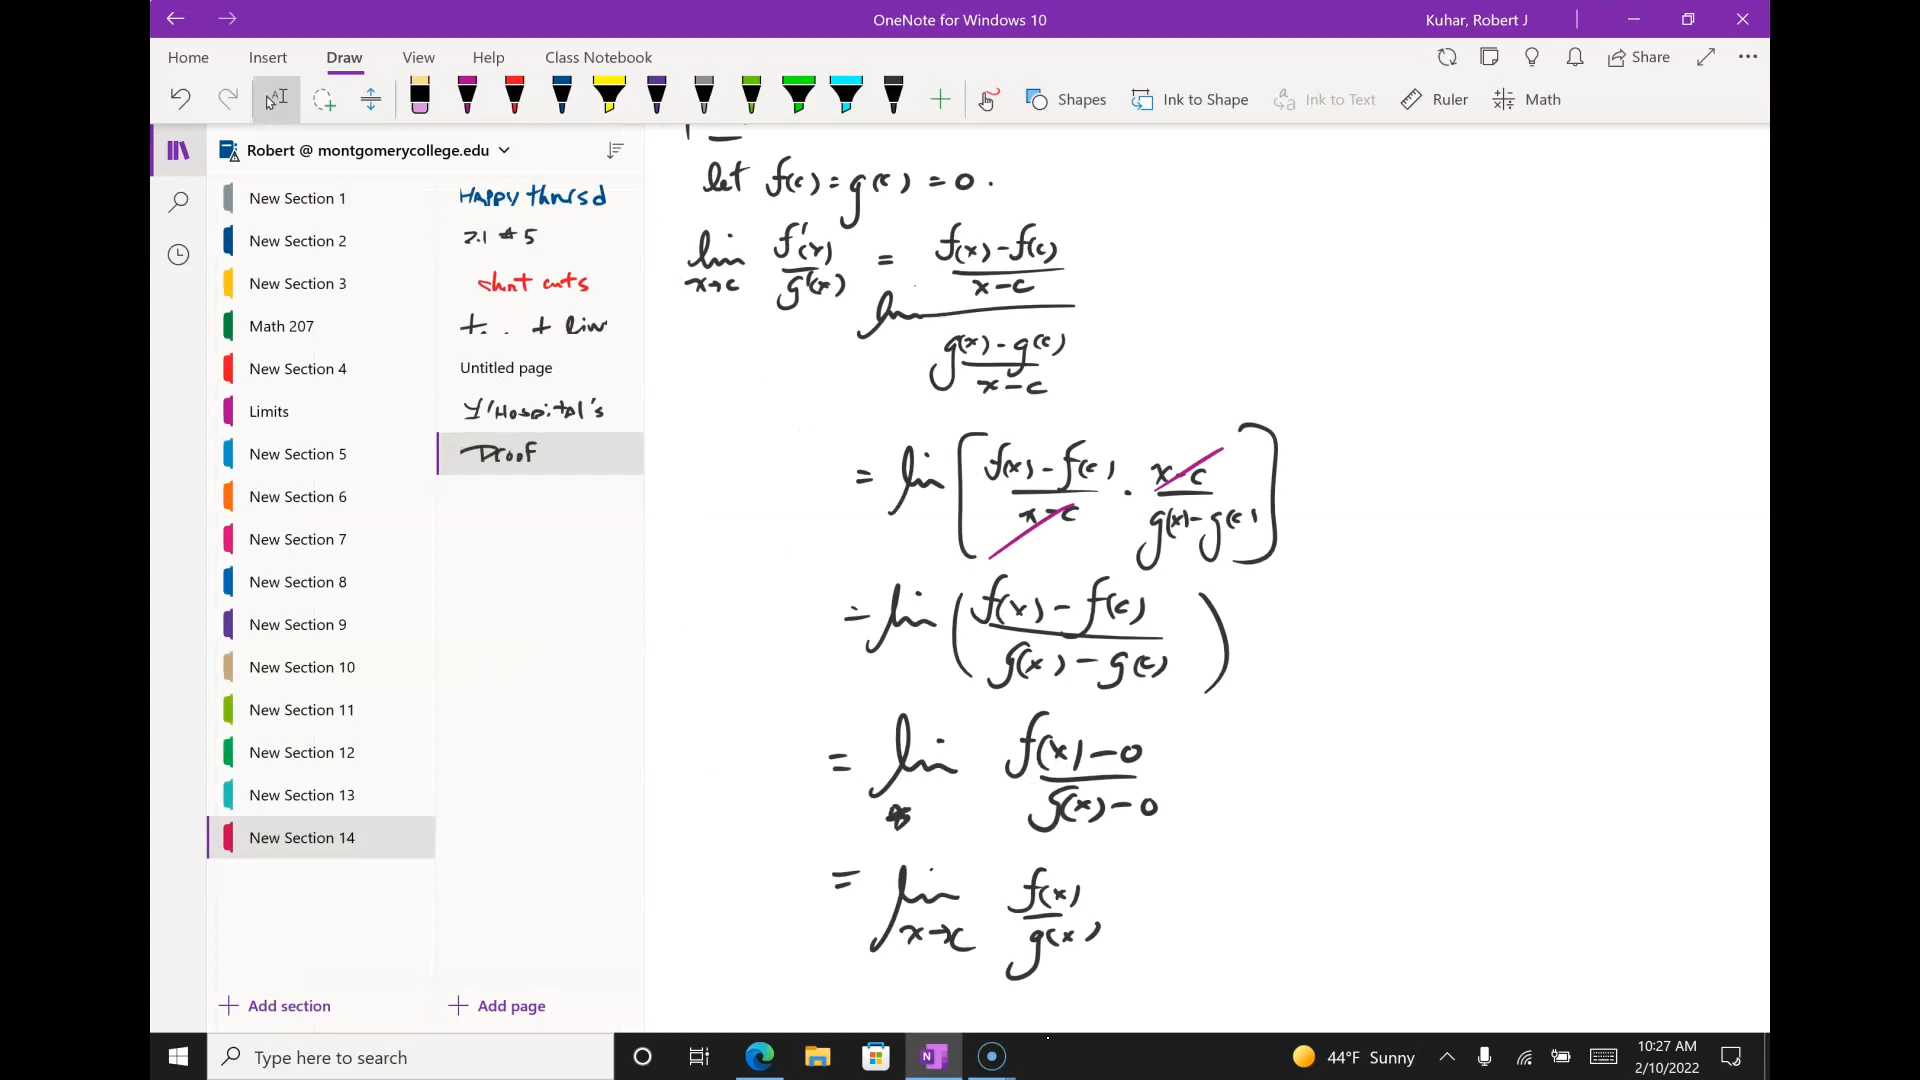 OneNote for Windows 10
Kuhar, Robert J
Home Insert Draw View Help Class Notebook
Share
Shapes Ink to Shape Ink to Text Ruler Math
Robert @ montgomerycollege.edu
New Section 1
New Section 2
New Section 3
Math 207
New Section 4
Limits
New Section 5
New Section 6
New Section 7
New Section 8
New Section 9
New Section 10
New Section 11
New Section 12
New Section 13
New Section 14
Add section
Happy thursd
2.1 # 5
short cuts
Untitled page
L'Hospital's
Proof
Add page
let f(c) = g(c) = 0.
lim x→c f'(x)/g'(x) = lim ((f(x) - f(c))/(x - c))/((g(x) - g(c))/(x - c))
= lim [(f(x) - f(c))/(x - c) · (x - c)/(g(x) - g(c))]
= lim ((f(x) - f(c))/(g(x) - g(c)))
= lim (f(x) - 0)/(g(x) - 0)
= lim x→c f(x)/g(x)
Type here to search
44°F Sunny
10:27 AM
2/10/2022